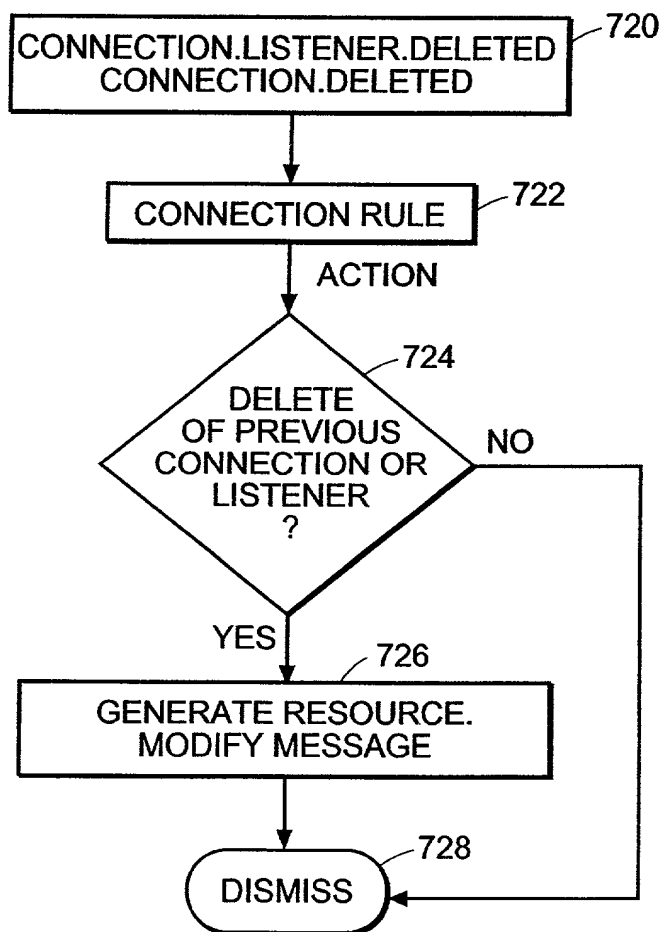 720
CONNECTION.LISTENER.DELETED
CONNECTION.DELETED
722
CONNECTION RULE
ACTION
724
DELETE
OF PREVIOUS
CONNECTION OR
LISTENER
?
NO
YES
726
GENERATE RESOURCE.
MODIFY MESSAGE
728
DISMISS